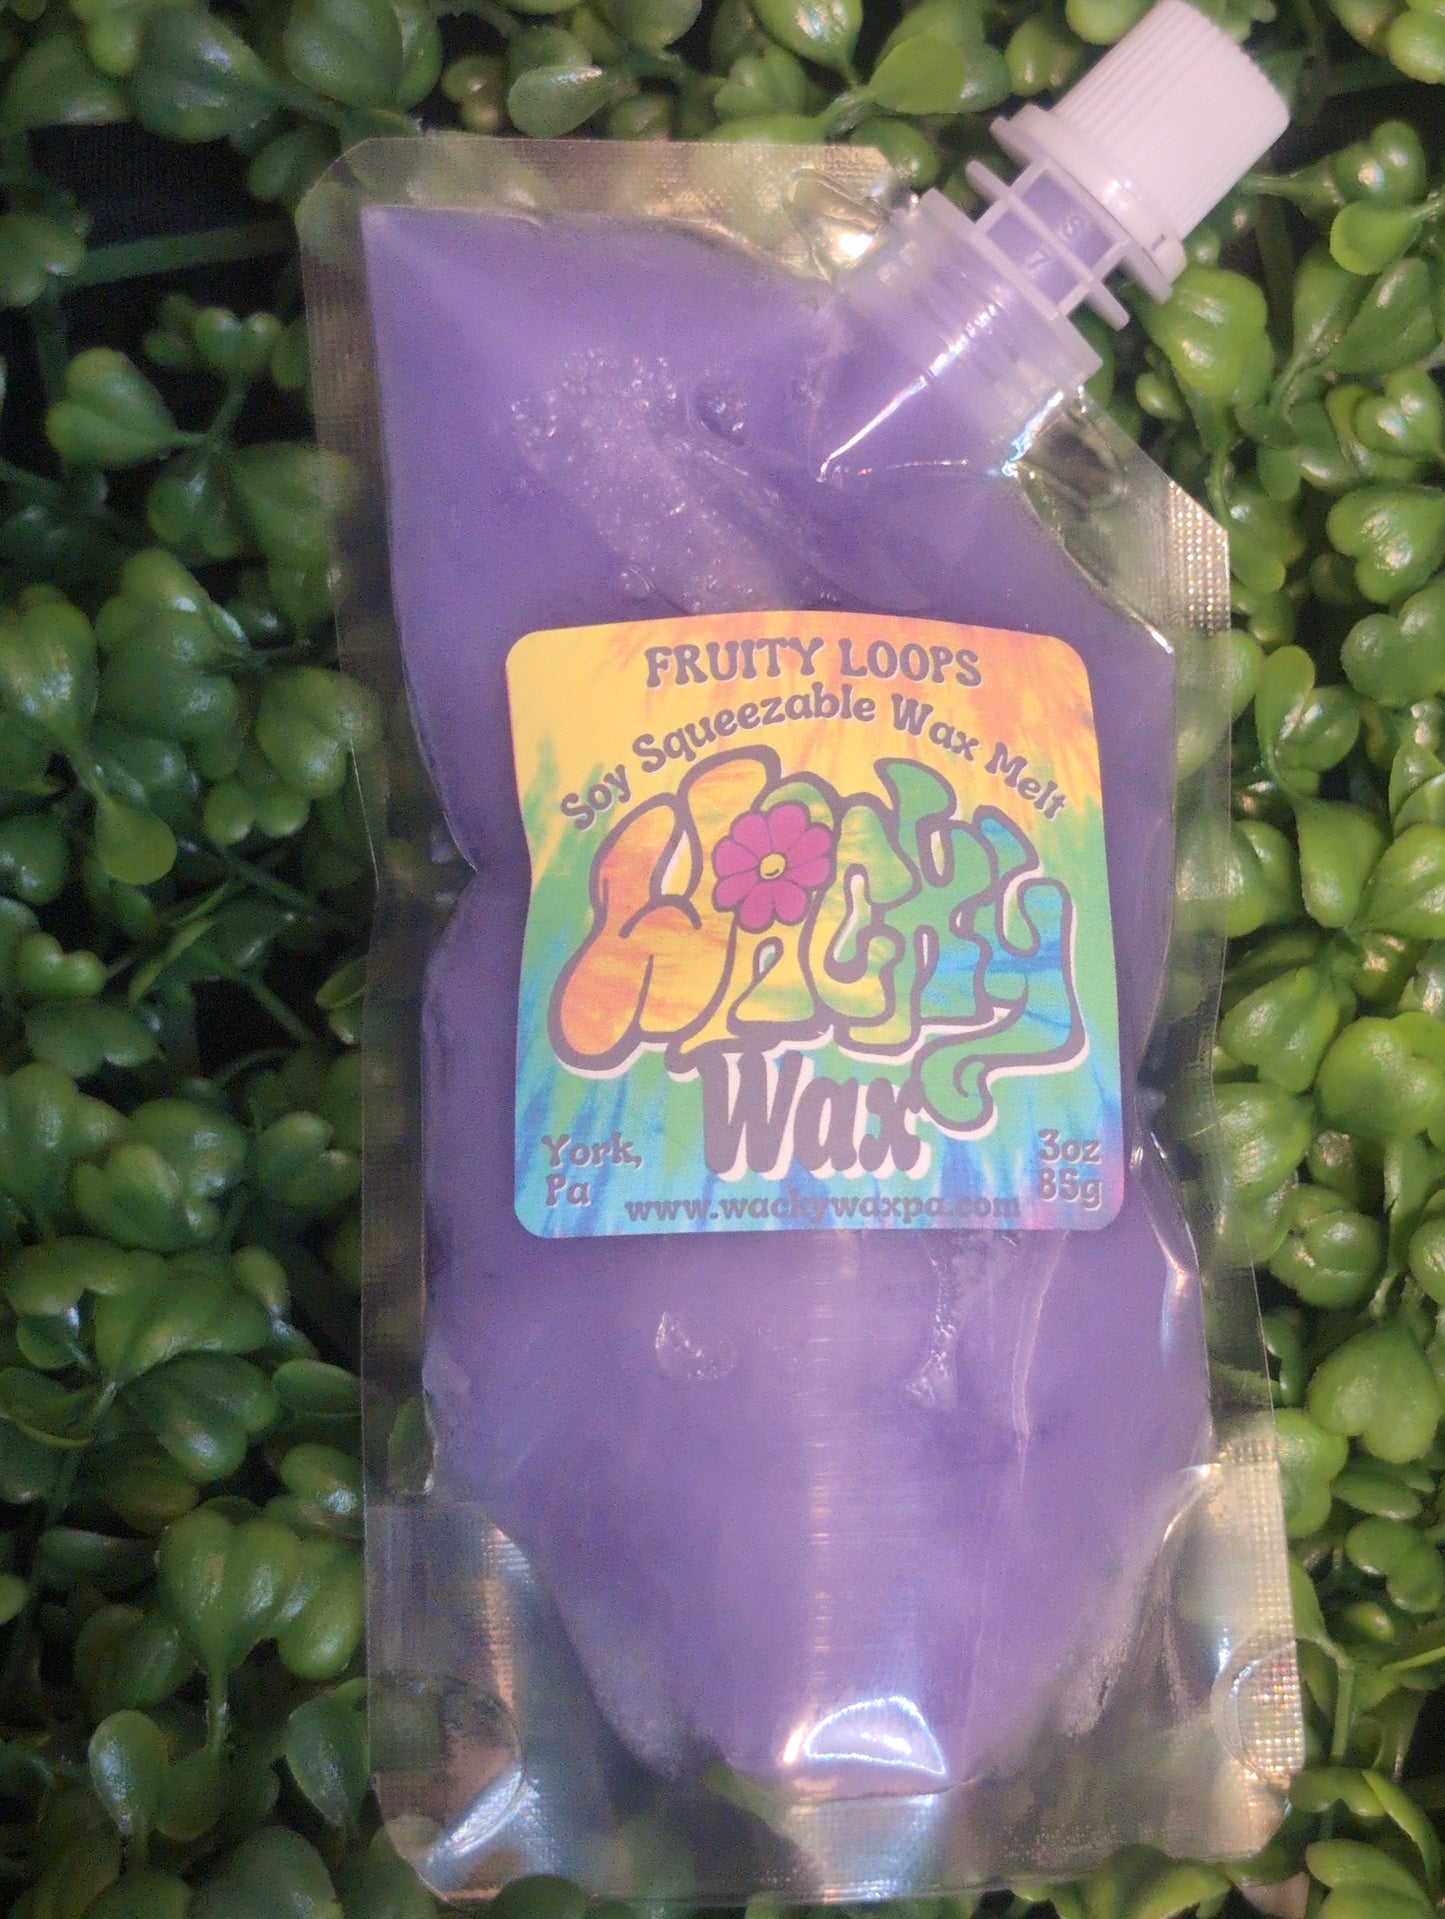 FRUITY LOOPS
Soy Squeezable Wax Melt
Wacky
Wax
York,
Pa
3oz
85g
www.wackywaxpa.com